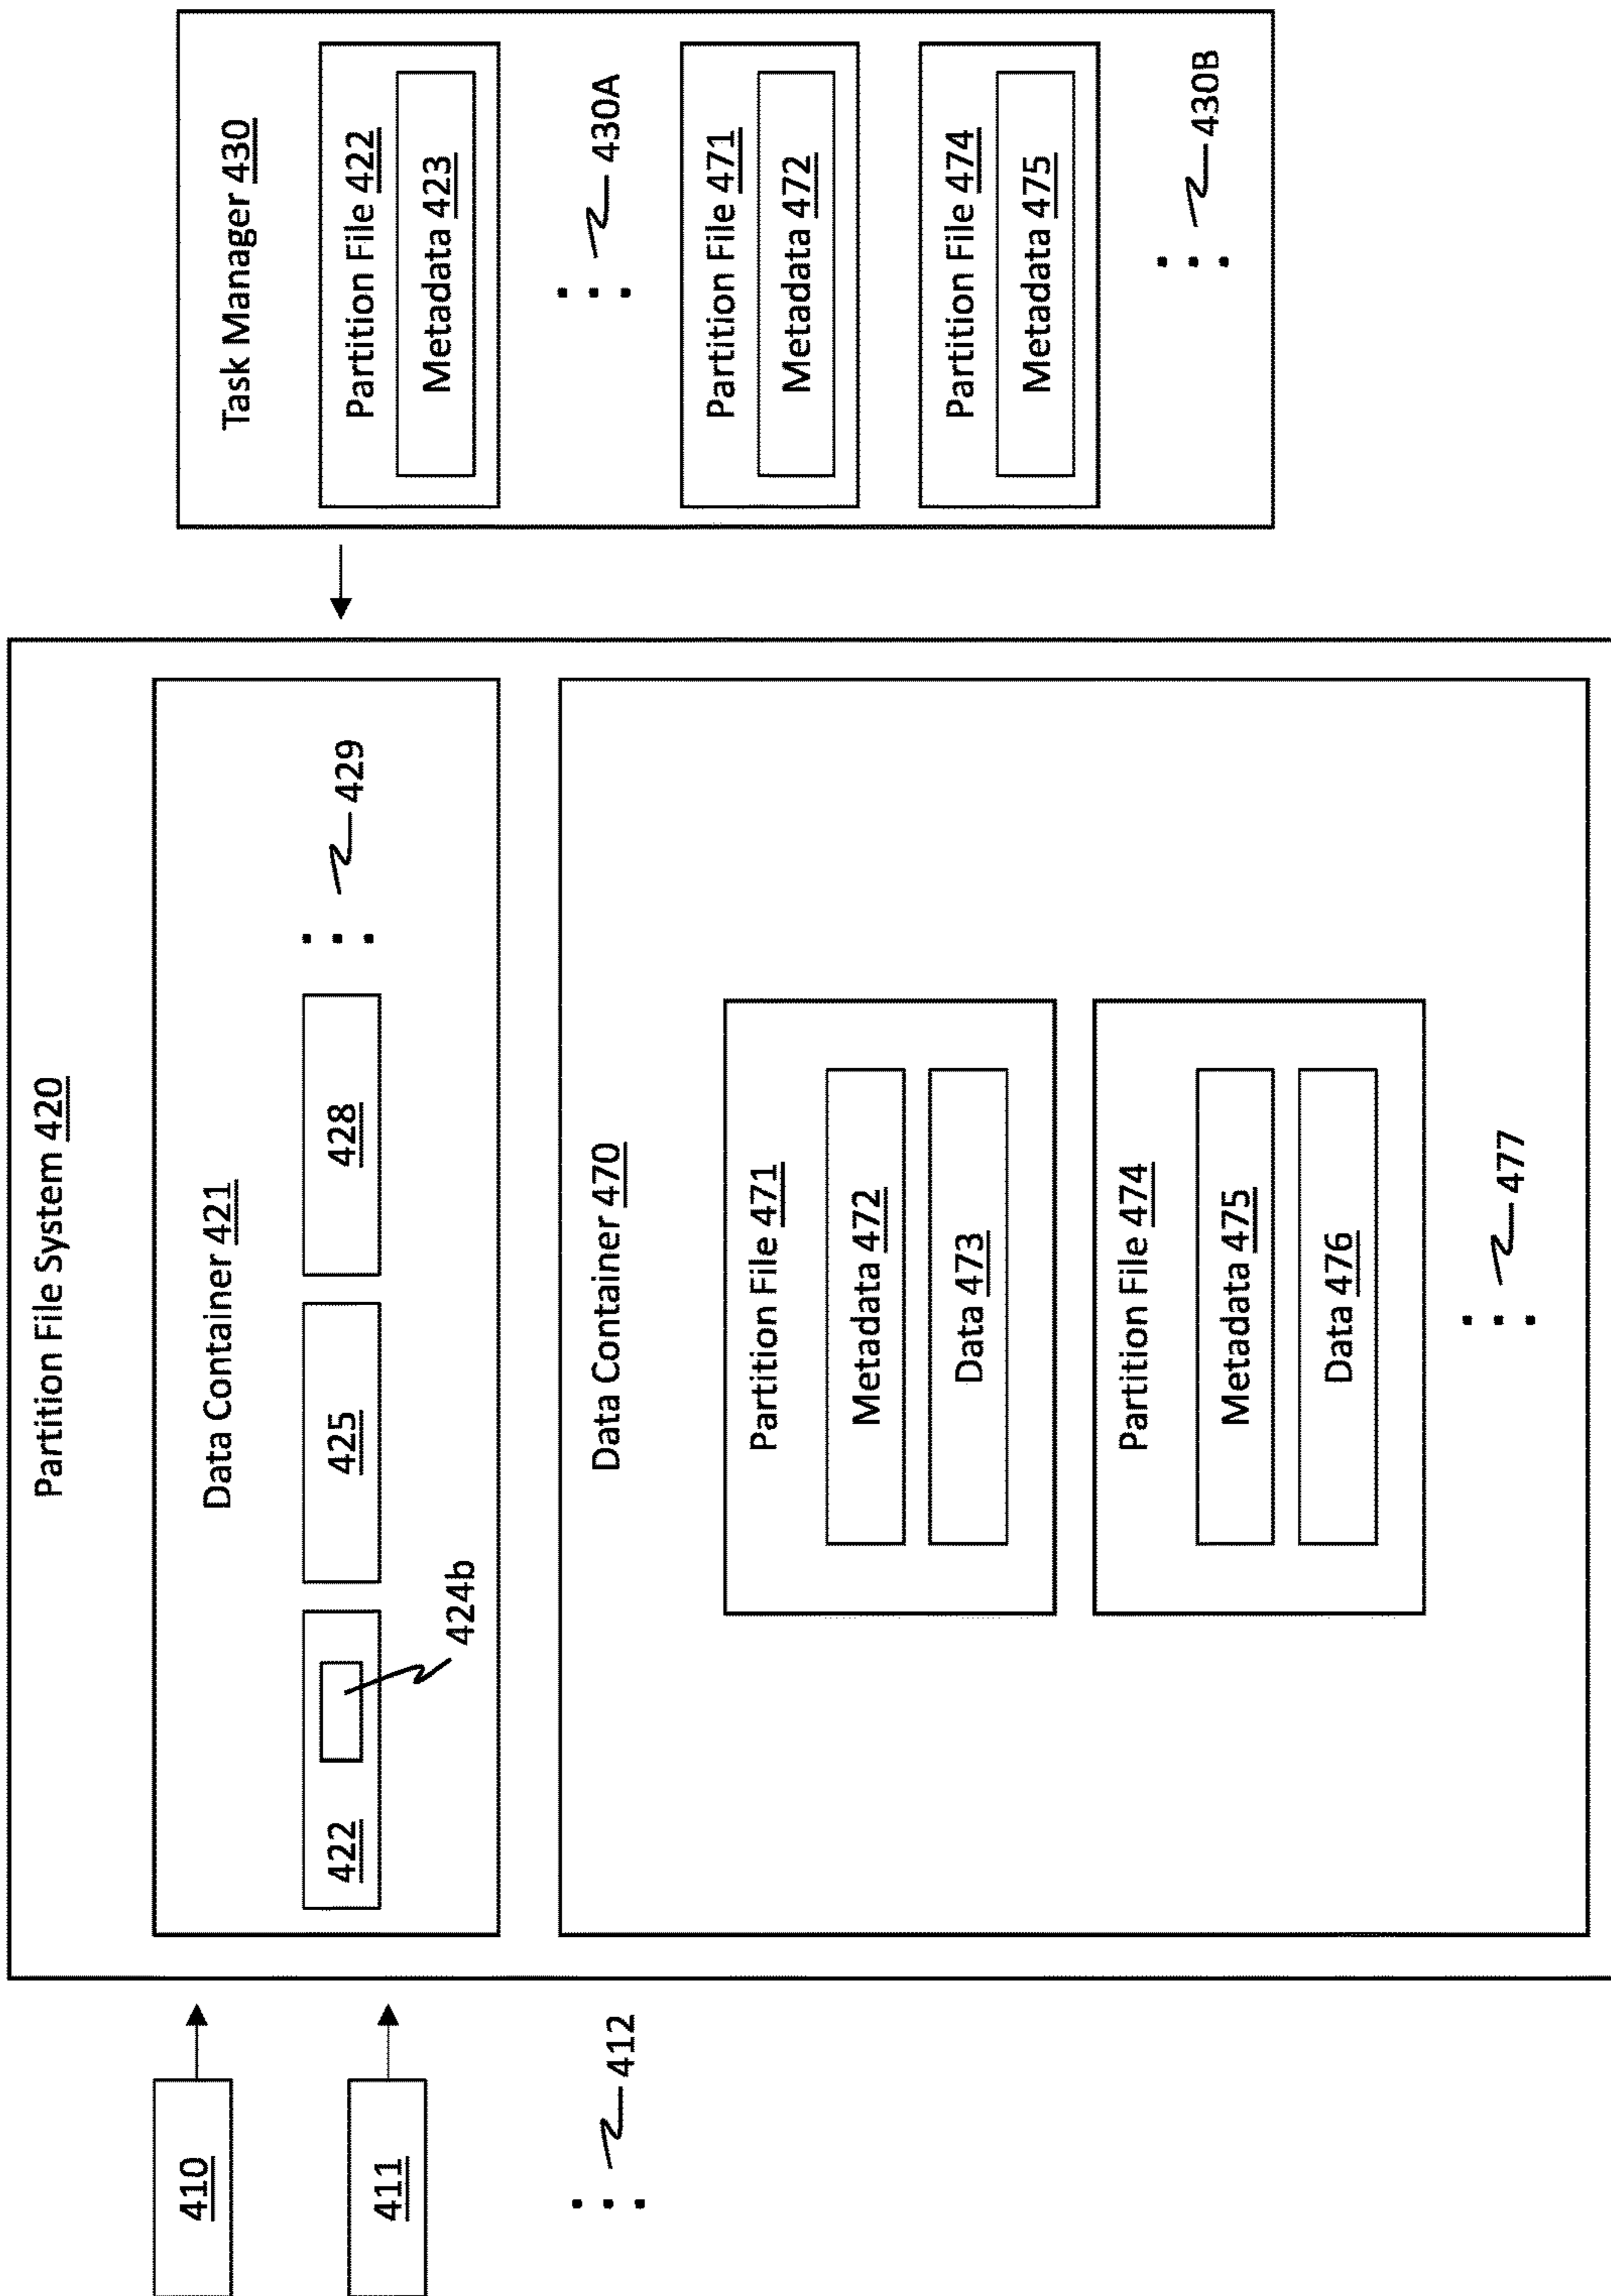 410
411
412
Partition File System 420
Data Container 421
422
424b
425
428
429
Data Container 470
Partition File 471
Metadata 472
Data 473
Partition File 474
Metadata 475
Data 476
477
Task Manager 430
Partition File 422
Metadata 423
430A
Partition File 471
Metadata 472
Partition File 474
Metadata 475
430B